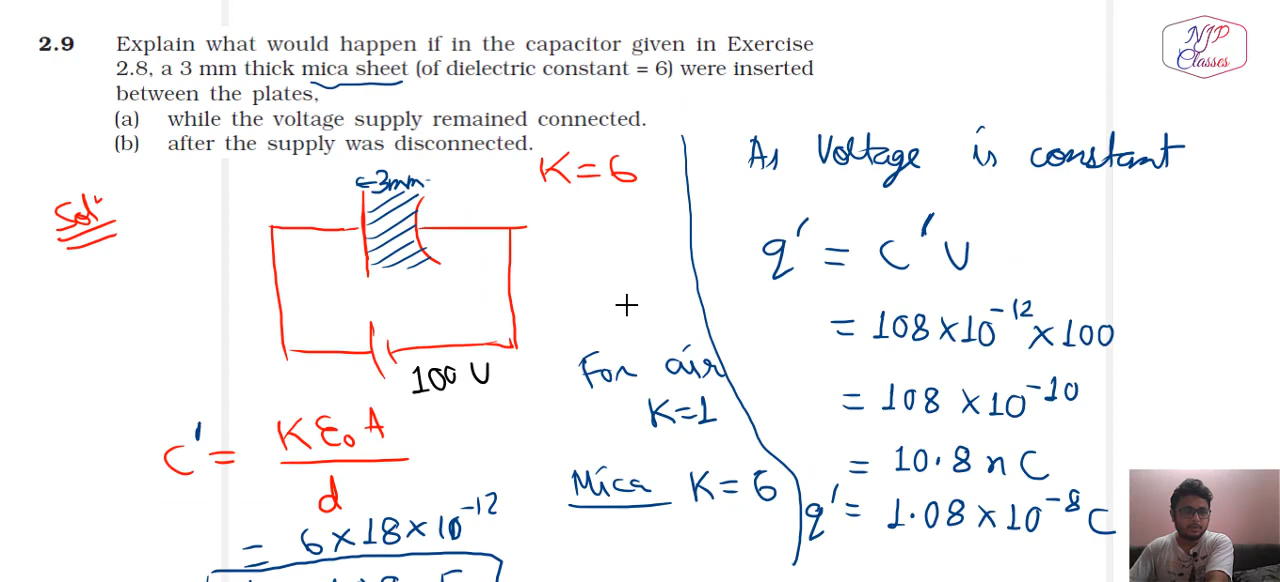 2.9 Explain what would happen if in the capacitor given in Exercise
2.8, a 3 mm thick mica sheet (of dielectric constant = 6) were inserted
between the plates,
(a) while the voltage supply remained connected.
(b) after the supply was disconnected.
NJP
Classes
Solⁿ
3mm
K=6
100 V
C' = Kε₀A
d
= 6×18×10⁻¹²
For air
K=1
Mica K=6
As Voltage is constant
q' = C'V
= 108×10⁻¹²×100
= 108 ×10⁻¹⁰
= 10.8 nC
q' = 1.08×10⁻⁸ C